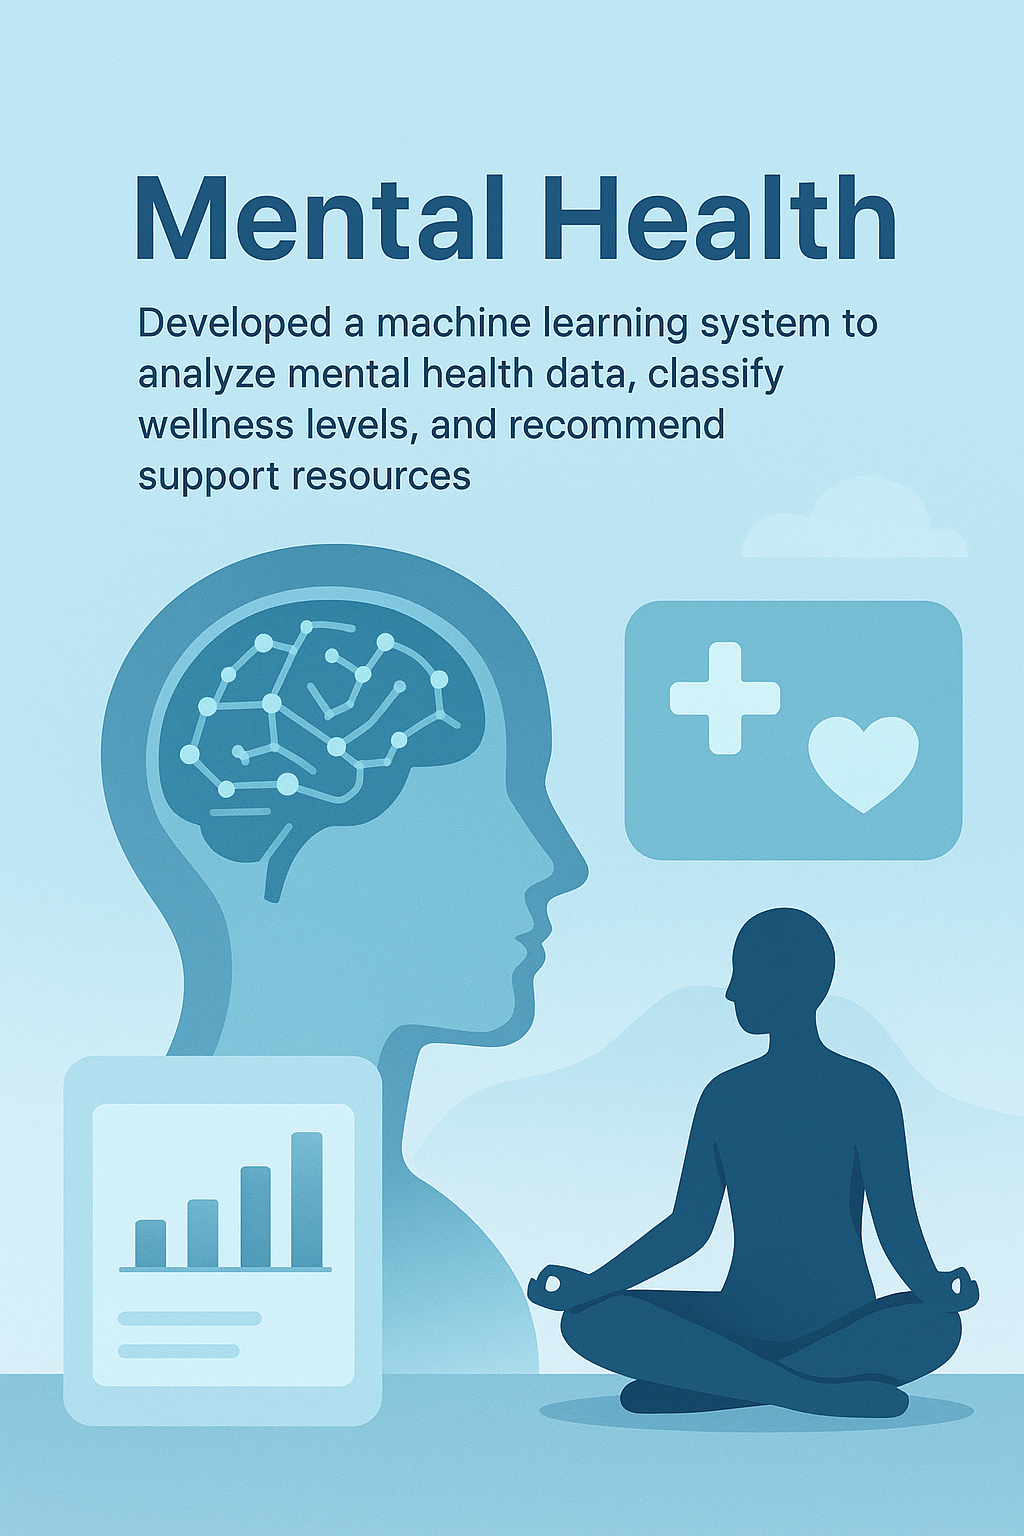 Mental Health
Developed a machine learning system to
analyze mental health data, classify
wellness levels, and recommend
support resources